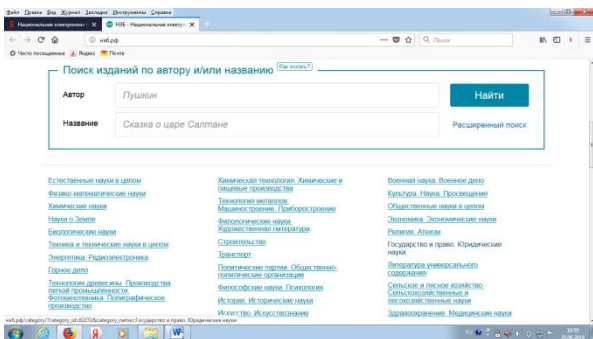 Файл Правка Вид Журнал Закладки Инструменты Справка
Национальная электронная б
НЭБ - Национальная электр
нэб.рф
Поиск
Часто посещаемые
Яндекс
Почта
Поиск изданий по автору и/или названию
Как искать?
Автор
Пушкин
Найти
Название
Сказка о царе Салтане
Расширенный поиск
Естественные науки в целом
Физико-математические науки
Химические науки
Науки о Земле
Биологические науки
Техника и технические науки в целом
Энергетика. Радиоэлектроника
Горное дело
Технология древесины. Производства
легкой промышленности.
Фотокинотехника. Полиграфическое
производство
Химическая технология. Химические и
пищевые производства
Технология металлов.
Машиностроение. Приборостроение
Филологические науки.
Художественная литература
Строительство
Транспорт
Политические партии. Общественно-
политические организации
Философские науки. Психология
История. Исторические науки
Искусство. Искусствознание
Военная наука. Военное дело
Культура. Наука. Просвещение
Общественные науки в целом
Экономика. Экономические науки
Религия. Атеизм
Государство и право. Юридические
науки
Литература универсального
содержания
Сельское и лесное хозяйство.
Сельскохозяйственные и
лесохозяйственные науки
Здравоохранение. Медицинские науки